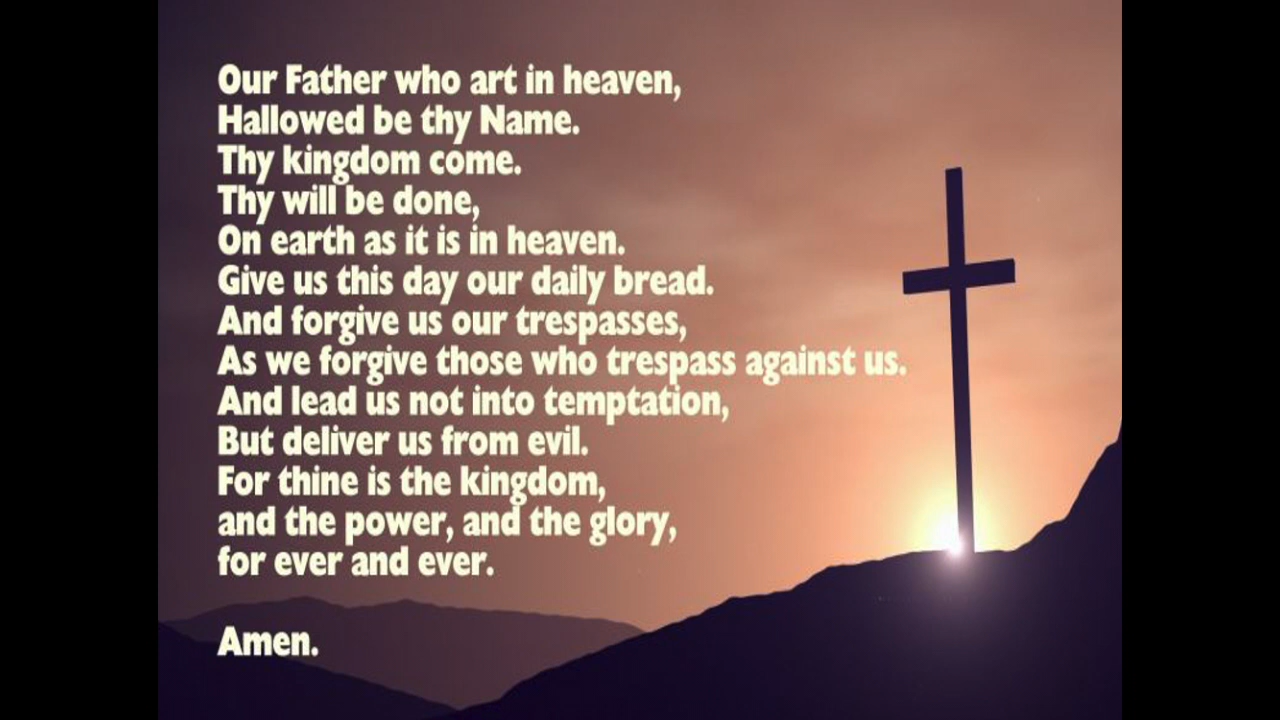 Our Father who art in heaven,
Hallowed be thy Name.
Thy kingdom come.
Thy will be done,
On earth as it is in heaven.
Give us this day our daily bread.
And forgive us our trespasses,
As we forgive those who trespass against us.
And lead us not into temptation,
But deliver us from evil.
For thine is the kingdom,
and the power, and the glory,
for ever and ever.
Amen.